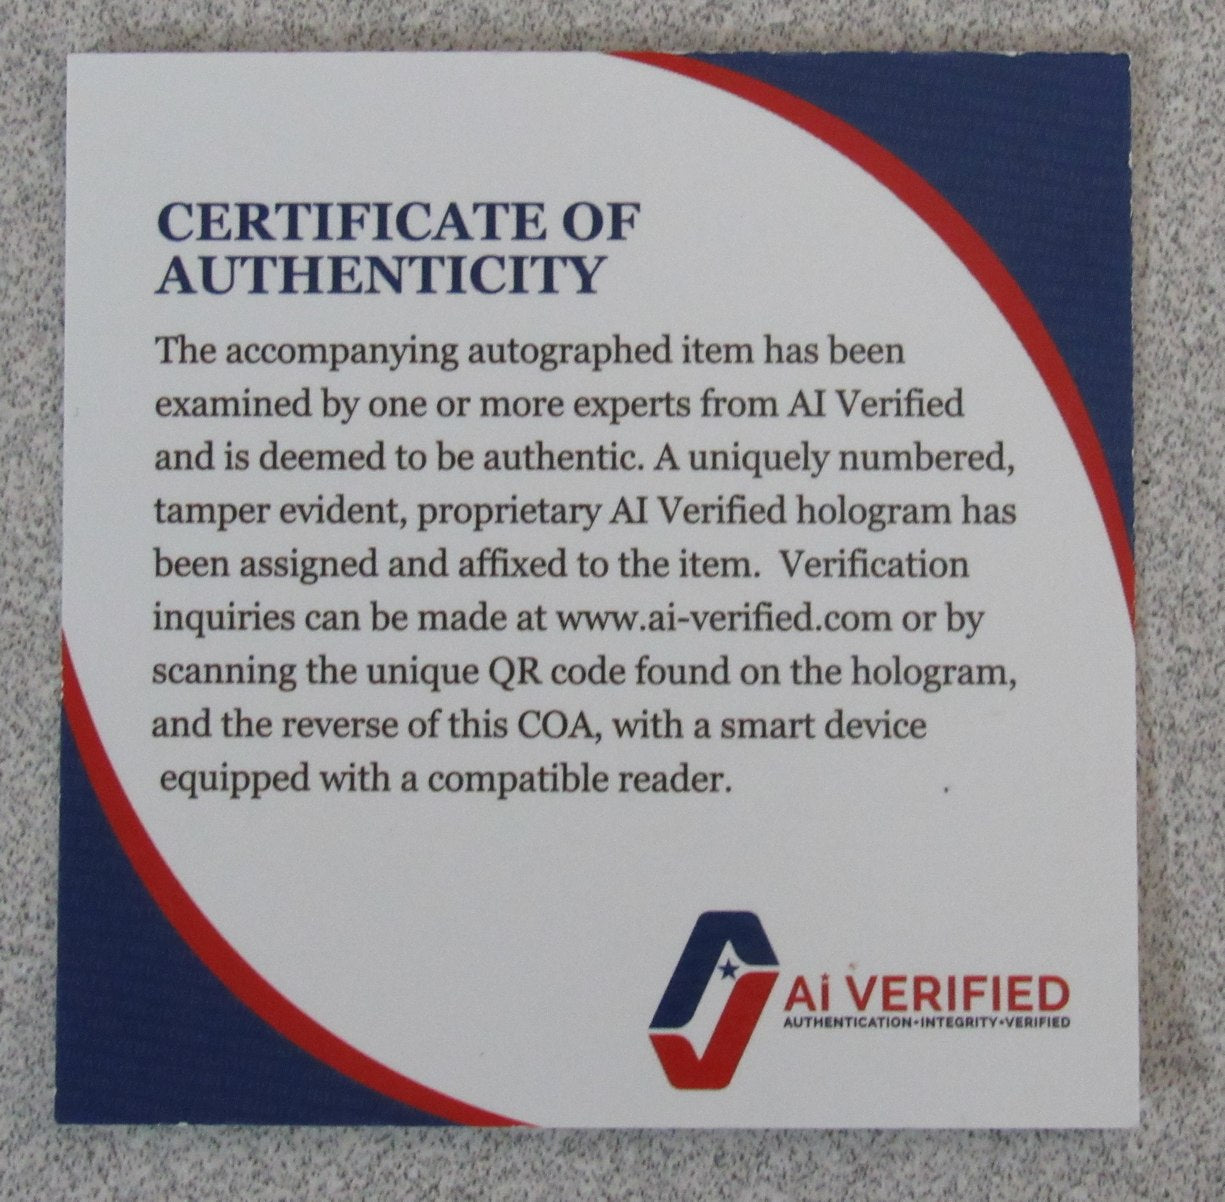 CERTIFICATE OF
AUTHENTICITY
The accompanying autographed item has been
examined by one or more experts from AI Verified
and is deemed to be authentic. A uniquely numbered,
tamper evident, proprietary AI Verified hologram has
been assigned and affixed to the item.  Verification
inquiries can be made at www.ai-verified.com or by
scanning the unique QR code found on the hologram,
and the reverse of this COA, with a smart device
equipped with a compatible reader.
Ai VERIFIED
AUTHENTICATION•INTEGRITY•VERIFIED